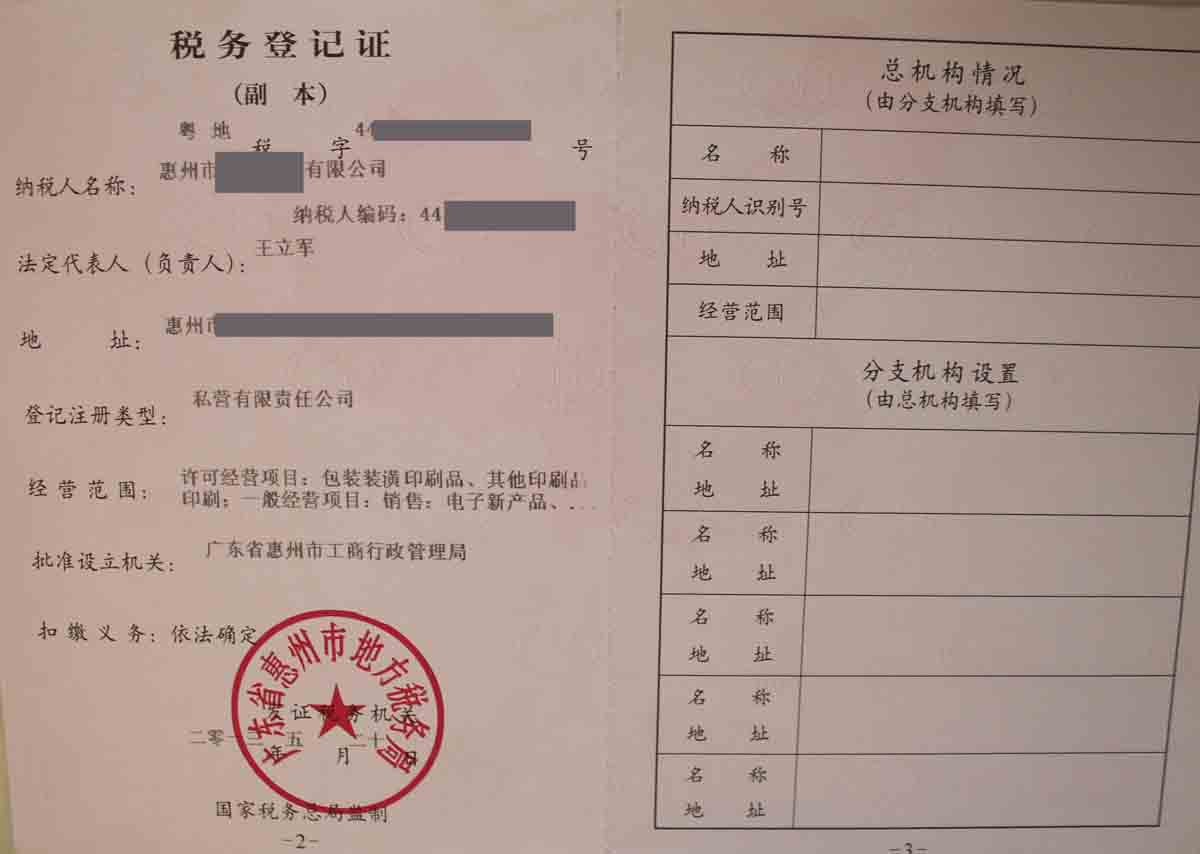 税务登记证
(副 本)
粤 地 税 字 44 号
纳税人名称: 惠州市 有限公司
纳税人编码: 44
法定代表人 (负责人): 王立军
地 址: 惠州市
登记注册类型: 私营有限责任公司
经 营 范 围: 许可经营项目: 包装装潢印刷品、其他印刷品
印刷; 一般经营项目: 销售: 电子新产品、...
批准设立机关: 广东省惠州市工商行政管理局
扣 缴 义 务: 依法确定
广东省惠州市地方税务局
发证税务机关
二零一 年 五 月 二十 日
国家税务总局监制
-2-
总机构情况
(由分支机构填写)
名 称
纳税人识别号
地 址
经营范围
分支机构设置
(由总机构填写)
名 称
地 址
名 称
地 址
名 称
地 址
名 称
地 址
名 称
地 址
-3-